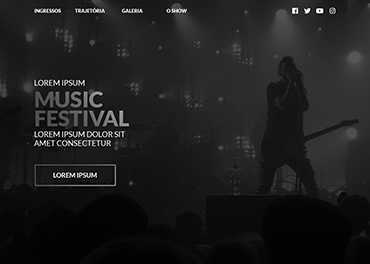 INGRESSOS TRAJETÓRIA GALERIA O SHOW
LOREM IPSUM
MUSIC
FESTIVAL
LOREM IPSUM DOLOR SIT
AMET CONSECTETUR
LOREM IPSUM